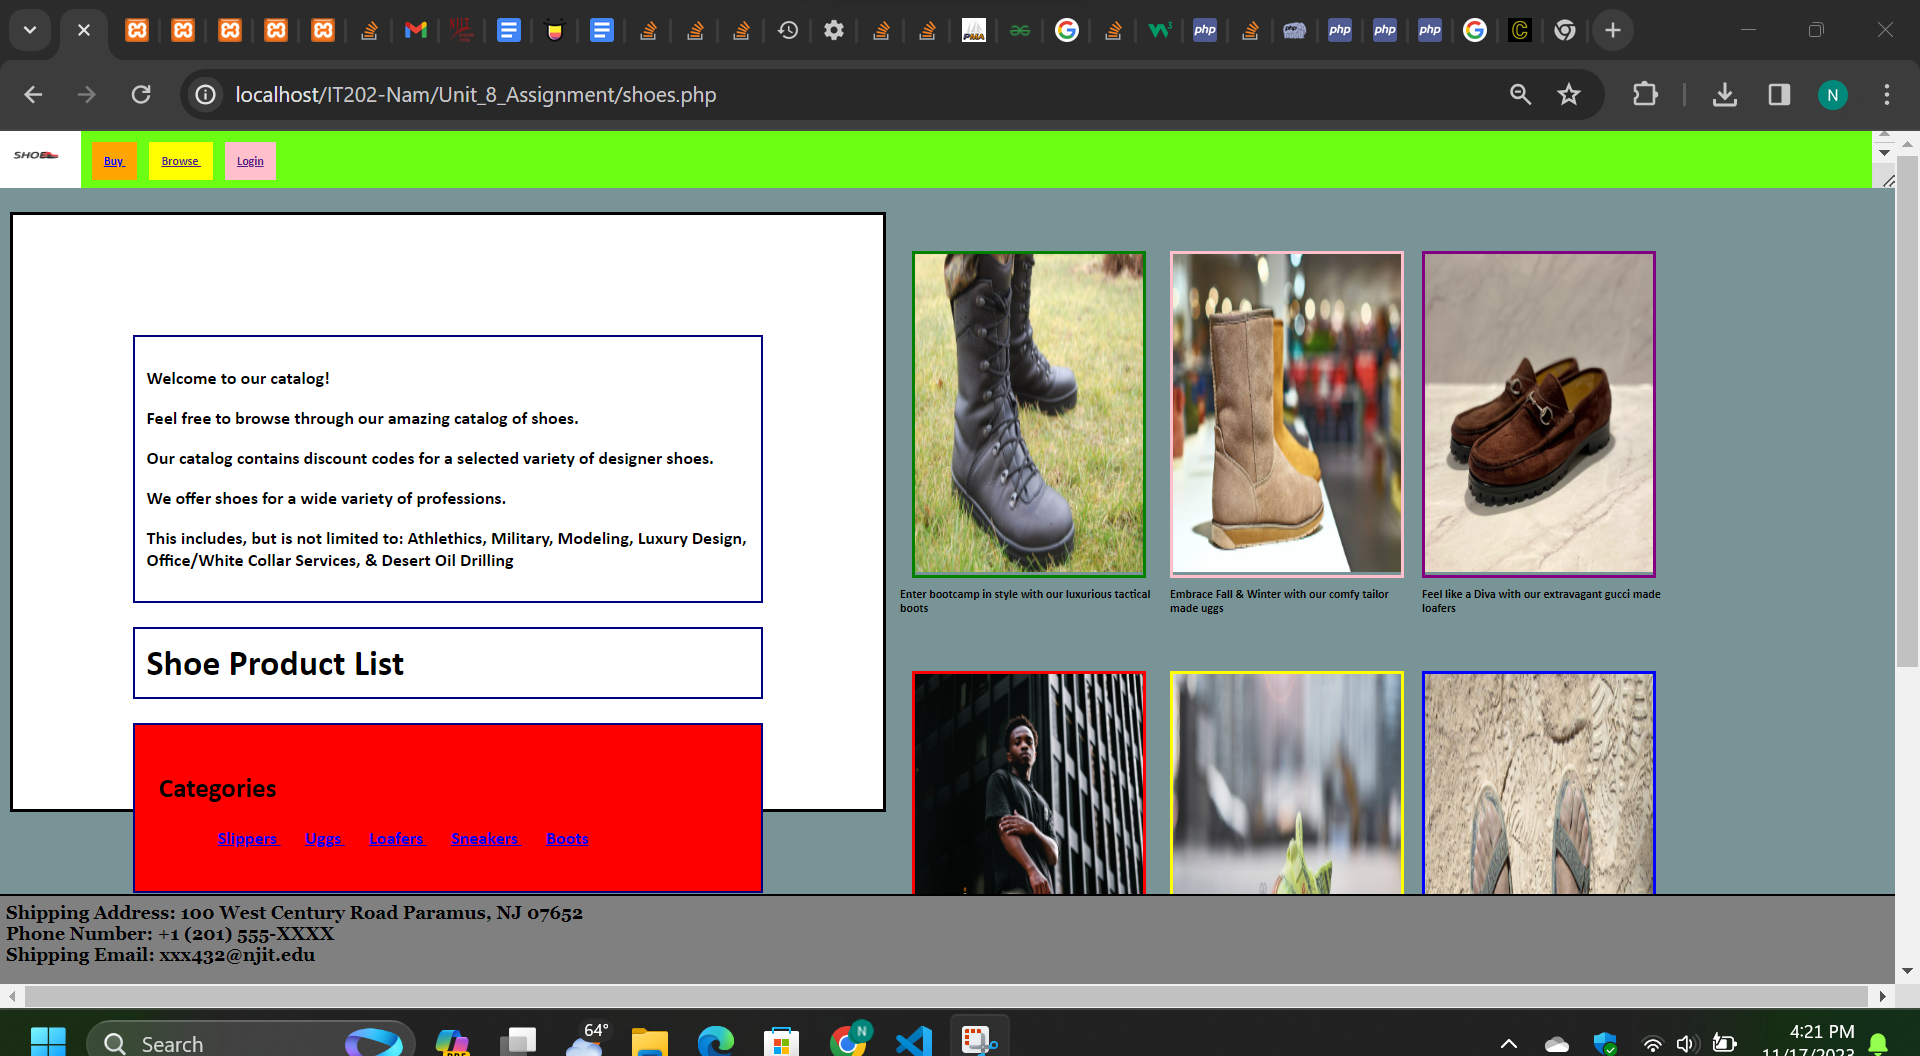 localhost/IT202-Nam/Unit_8_Assignment/shoes.php
N
SHOE
Buy
Browse
Login
Welcome to our catalog!
Feel free to browse through our amazing catalog of shoes.
Our catalog contains discount codes for a selected variety of designer shoes.
We offer shoes for a wide variety of professions.
This includes, but is not limited to: Athlethics, Military, Modeling, Luxury Design,
Office/White Collar Services, & Desert Oil Drilling
Shoe Product List
Categories
Slippers Uggs Loafers Sneakers Boots
Enter bootcamp in style with our luxurious tactical
boots
Embrace Fall & Winter with our comfy tailor
made uggs
Feel like a Diva with our extravagant gucci made
loafers
Shipping Address: 100 West Century Road Paramus, NJ 07652
Phone Number: +1 (201) 555-XXXX
Shipping Email: xxx432@njit.edu
Search
64°
N
4:21 PM
11/17/2023